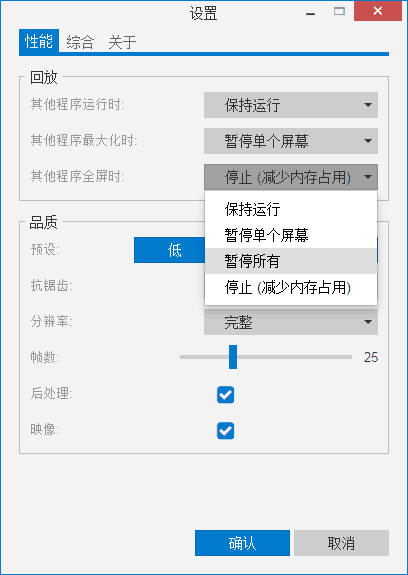 设置
性能 综合 关于
回放
其他程序运行时: 保持运行
其他程序最大化时: 暂停单个屏幕
其他程序全屏时: 停止 (减少内存占用)
保持运行
暂停单个屏幕
暂停所有
停止 (减少内存占用)
品质
预设: 低
抗锯齿:
分辨率: 完整
帧数: 25
后处理:
映像:
确认 取消